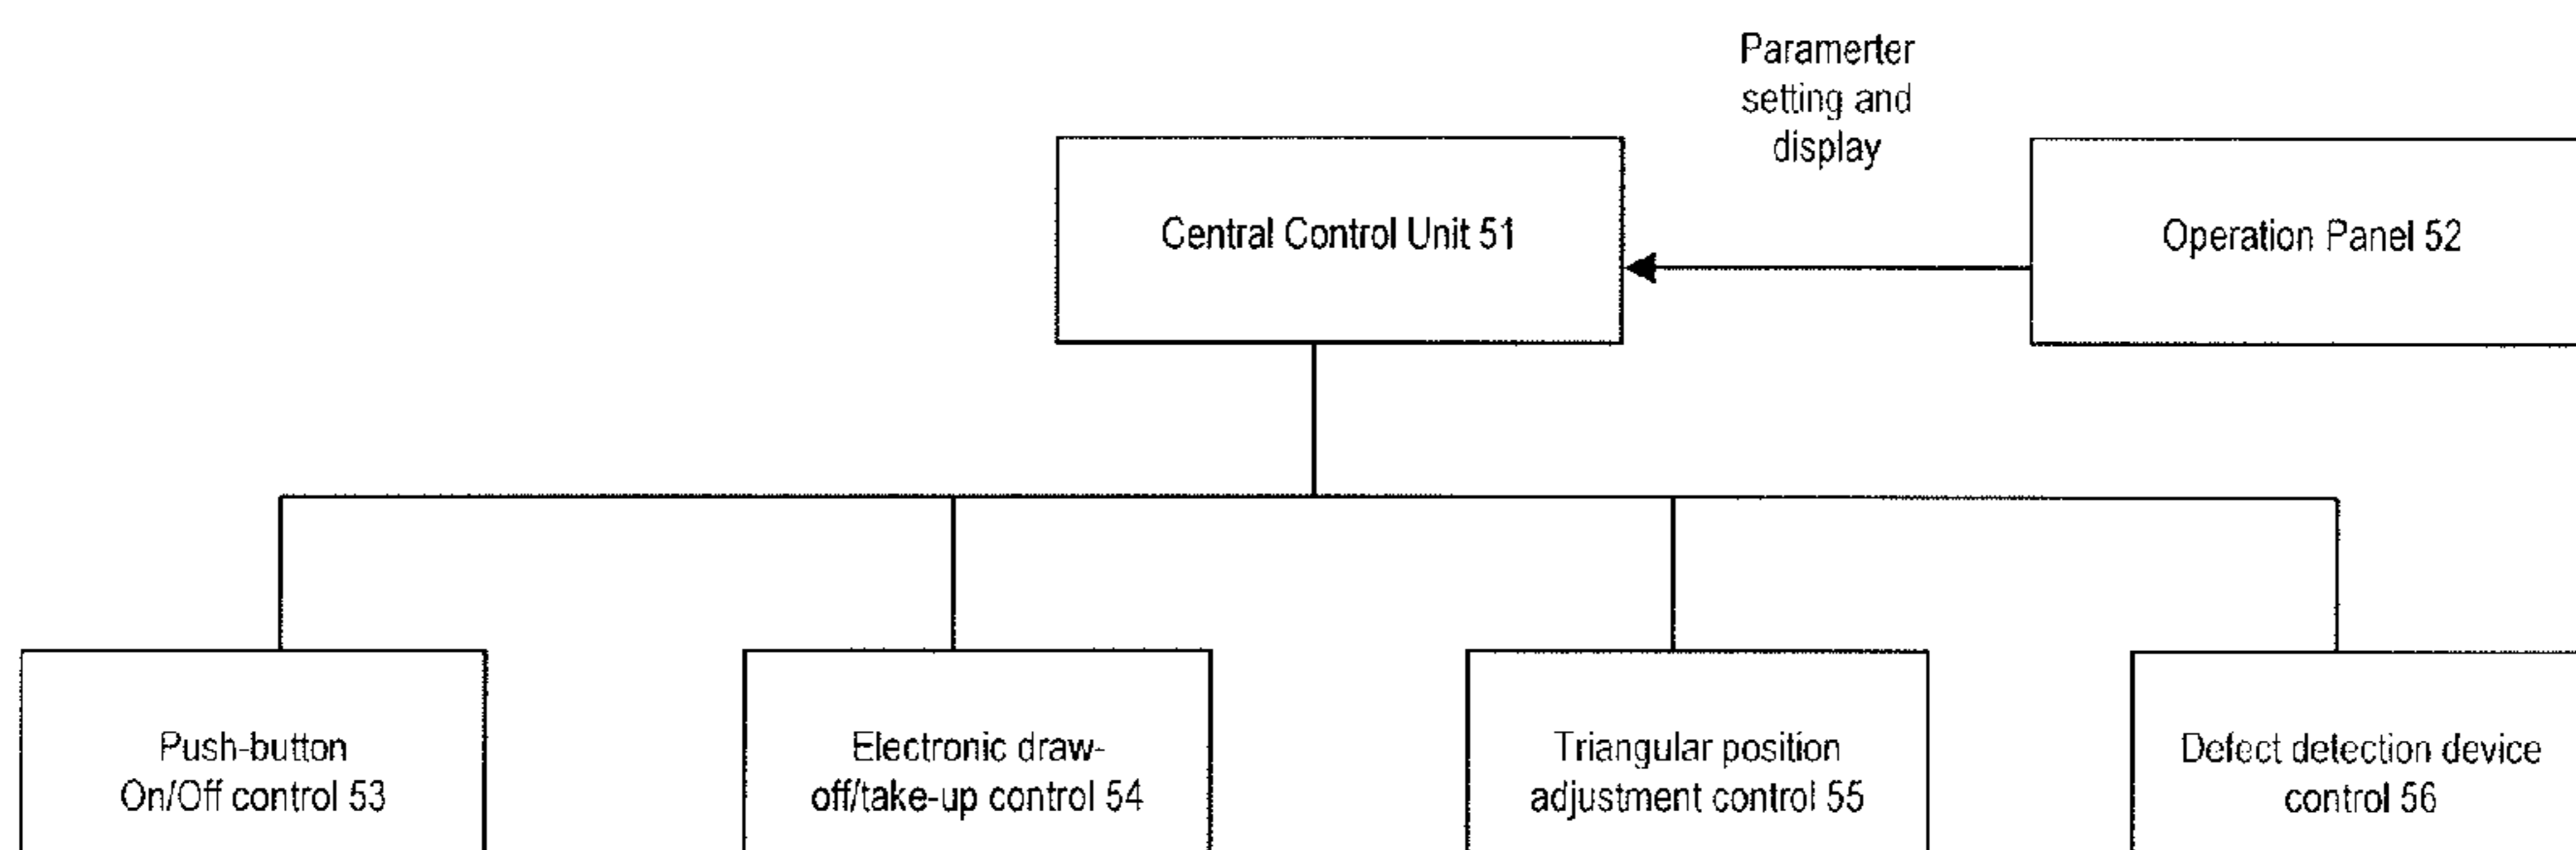 Paramerter
setting and
display
Central Control Unit 51
Operation Panel 52
Push-button
On/Off control 53
Electronic draw-
off/take-up control 54
Triangular position
adjustment control 55
Defect detection device
control 56